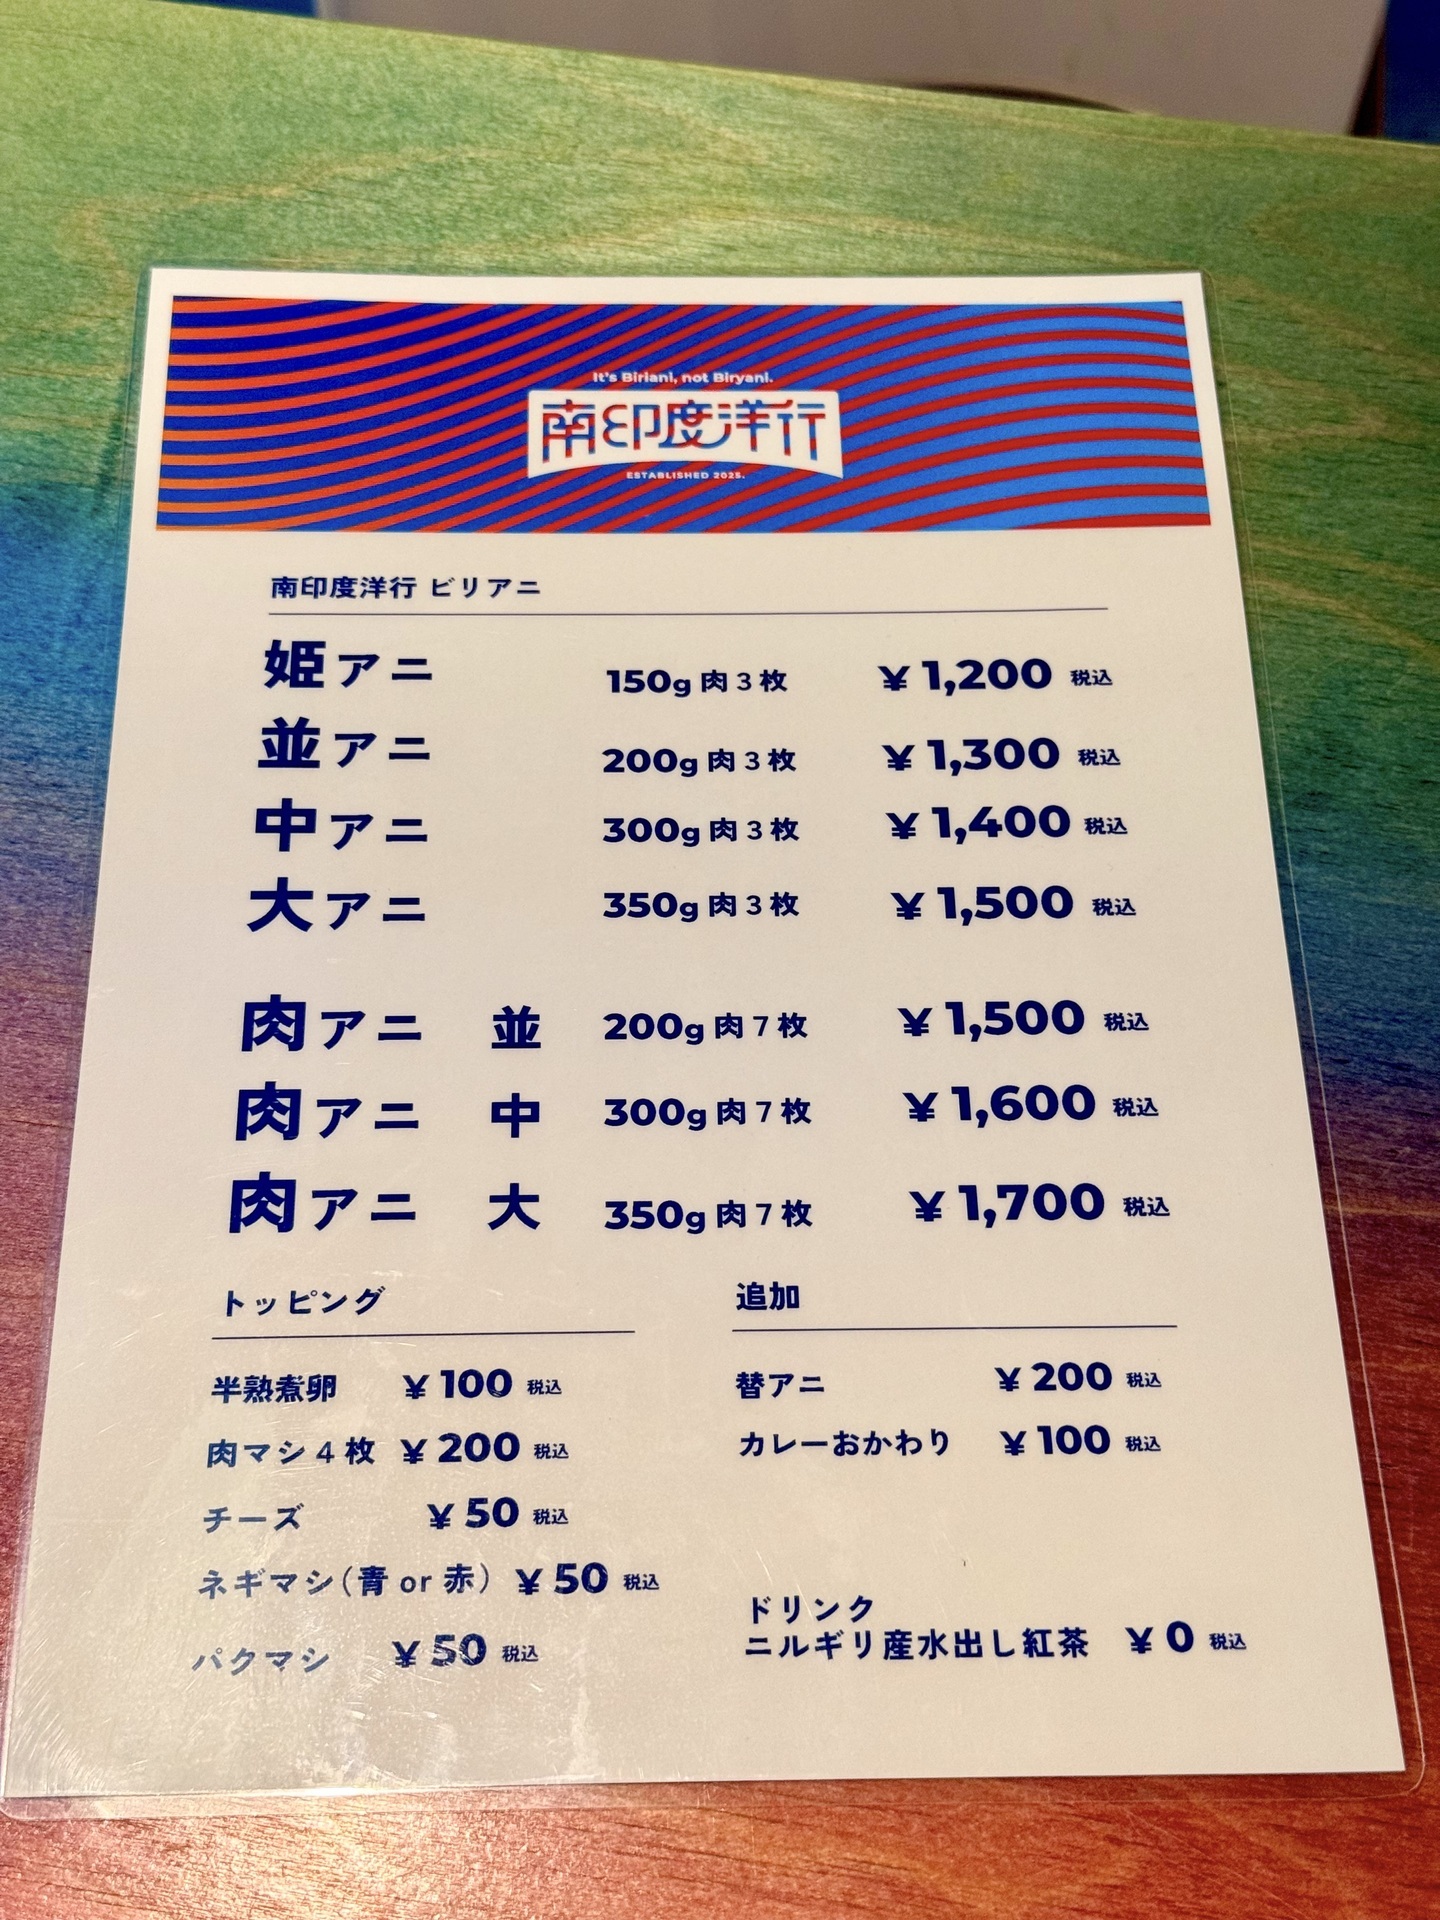 It's Biriani, not Biryani.
南印度洋行
ESTABLISHED 2025.
南印度洋行 ビリアニ
姫アニ 150g 肉3枚 ¥1,200 税込
並アニ 200g 肉3枚 ¥1,300 税込
中アニ 300g 肉3枚 ¥1,400 税込
大アニ 350g 肉3枚 ¥1,500 税込
肉アニ 並 200g 肉7枚 ¥1,500 税込
肉アニ 中 300g 肉7枚 ¥1,600 税込
肉アニ 大 350g 肉7枚 ¥1,700 税込
トッピング
半熟煮卵 ¥100 税込
肉マシ4枚 ¥200 税込
チーズ ¥50 税込
ネギマシ(青 or 赤) ¥50 税込
パクマシ ¥50 税込
追加
替アニ ¥200 税込
カレーおかわり ¥100 税込
ドリンク
ニルギリ産水出し紅茶 ¥0 税込